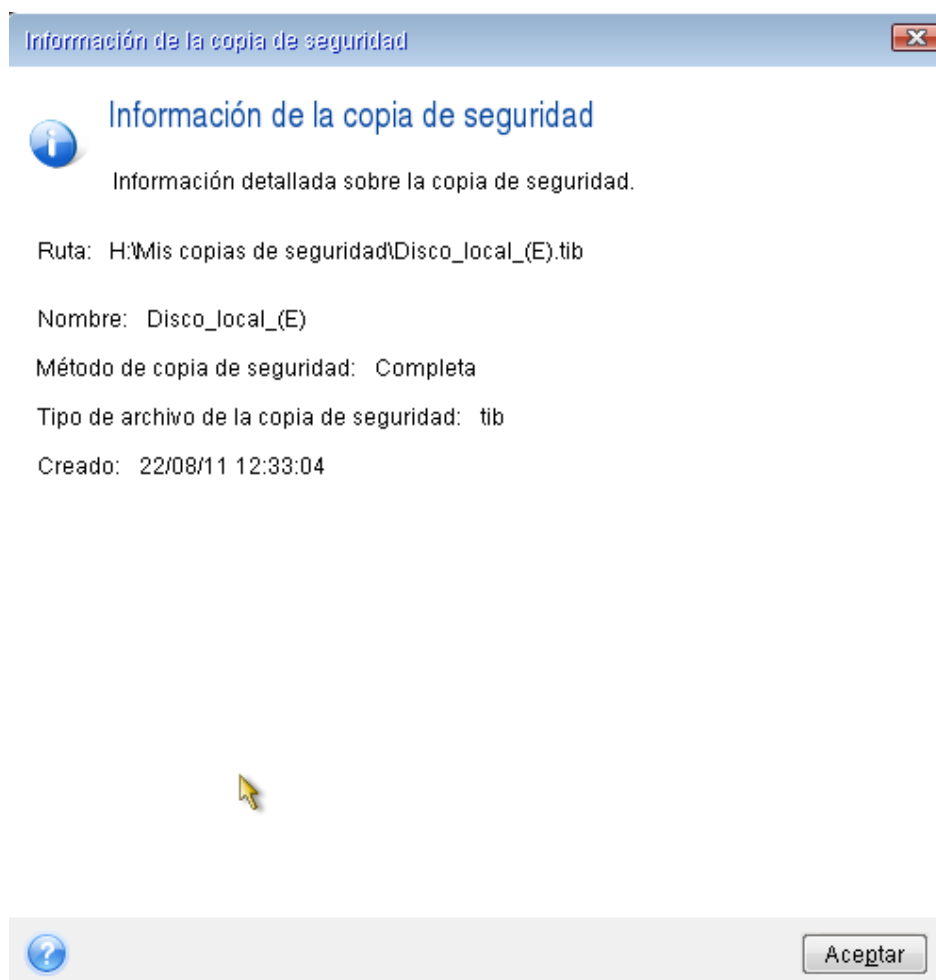 Información de la copia de seguridad
Información de la copia de seguridad
Información detallada sobre la copia de seguridad.
Ruta: H:\Mis copias de seguridad\Disco_local_(E).tib
Nombre: Disco_local_(E)
Método de copia de seguridad: Completa
Tipo de archivo de la copia de seguridad: tib
Creado: 22/08/11 12:33:04
Aceptar